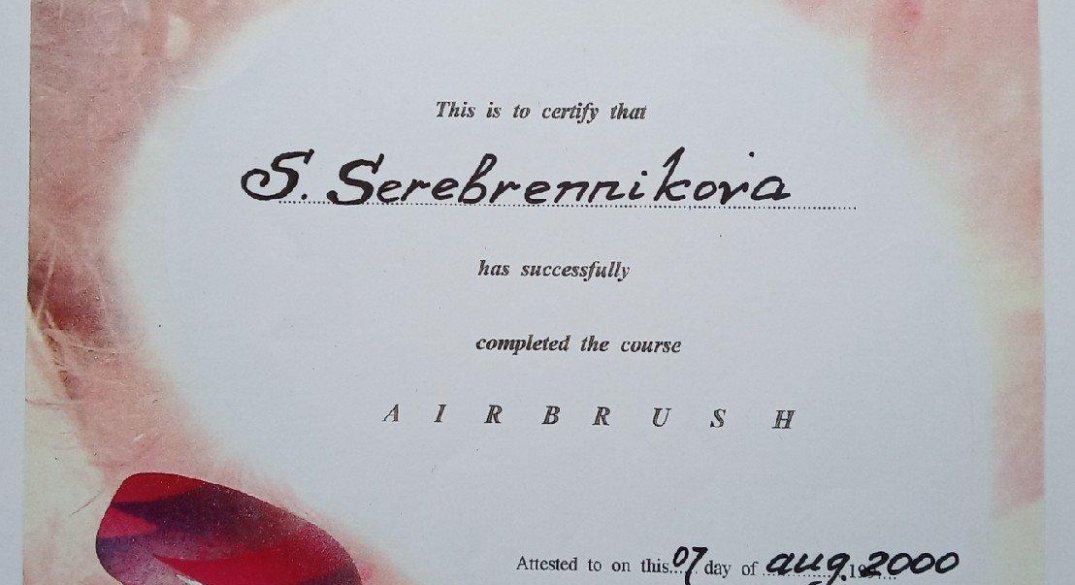 This is to certify that
S. Serebrennikova
has successfully
completed the course
AIRBRUSH
Attested to on this 07 day of aug. 2000